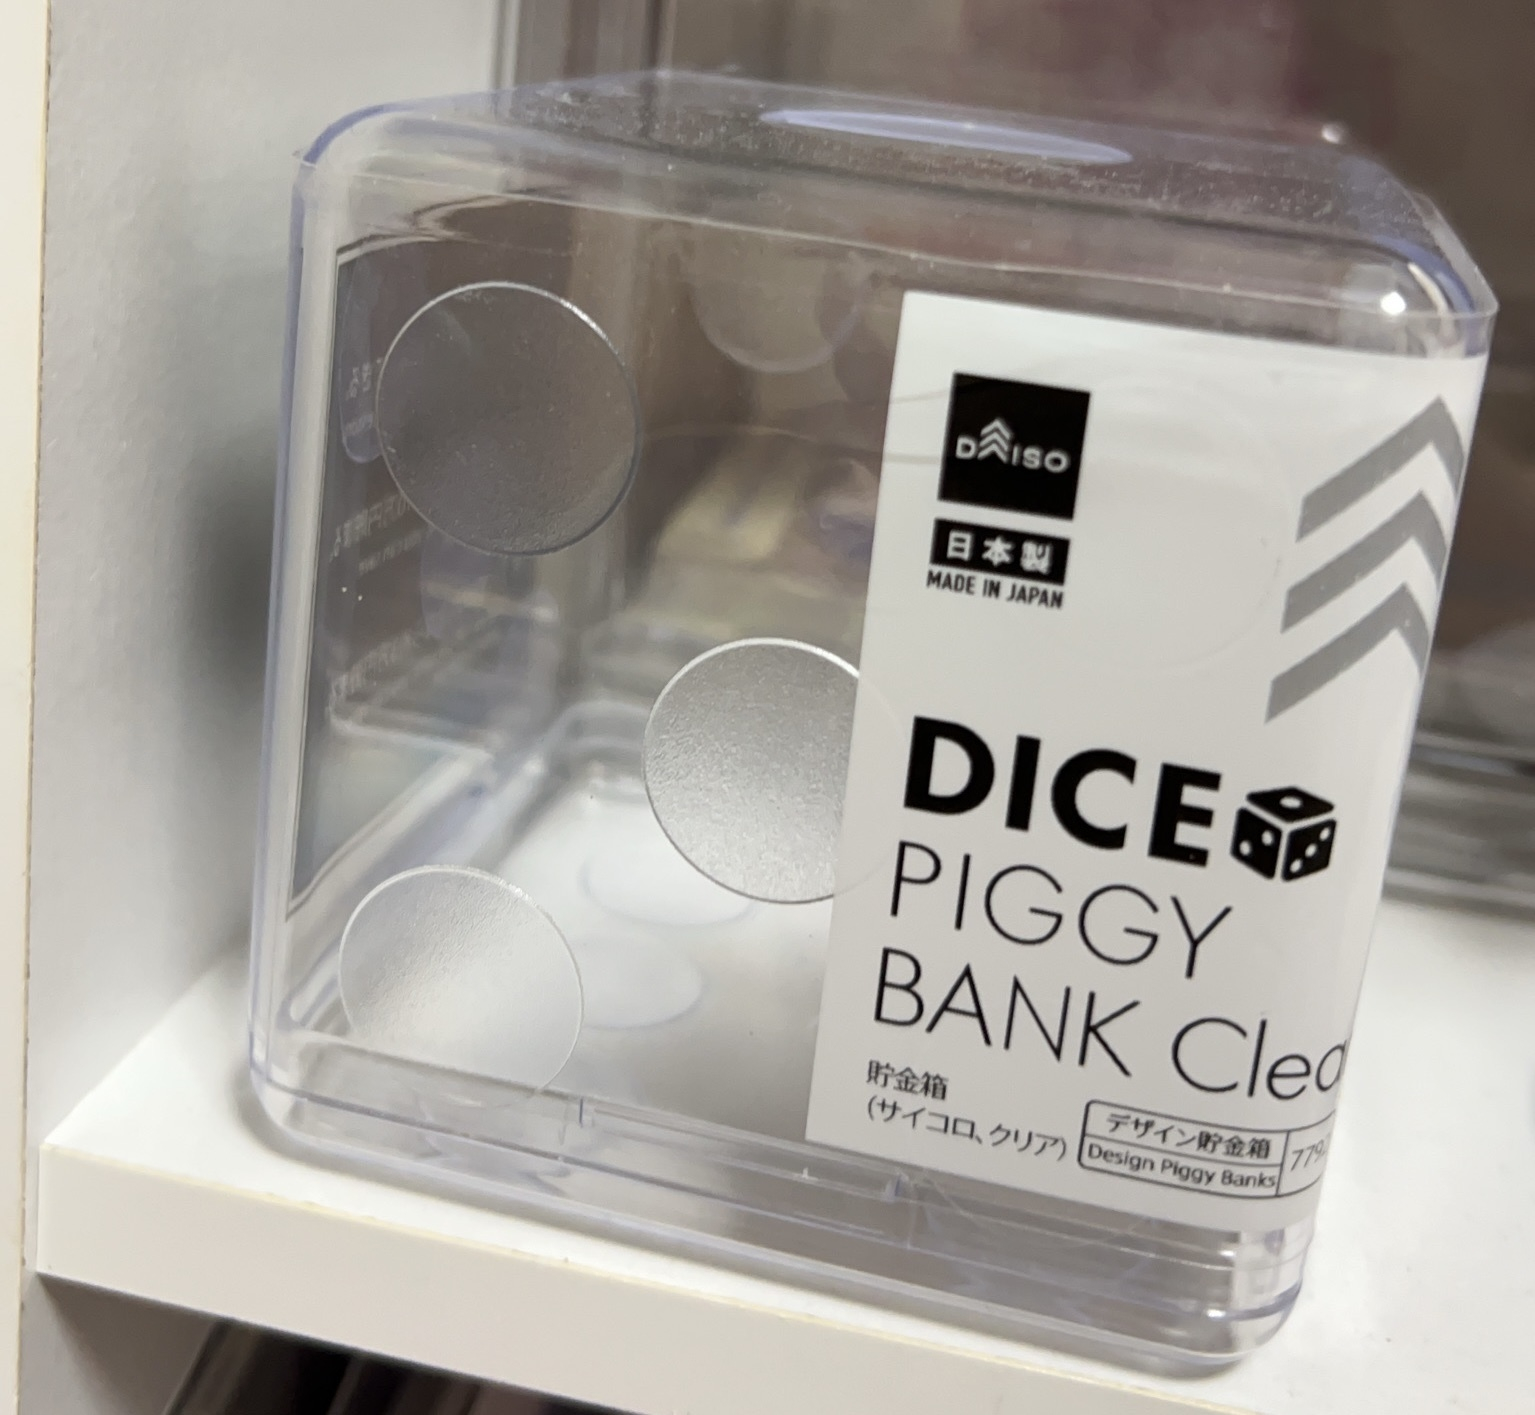 DAISO
日本製
MADE IN JAPAN
DICE
PIGGY
BANK Clea
貯金箱
(サイコロ、クリア)
デザイン貯金箱
Design Piggy Banks
779